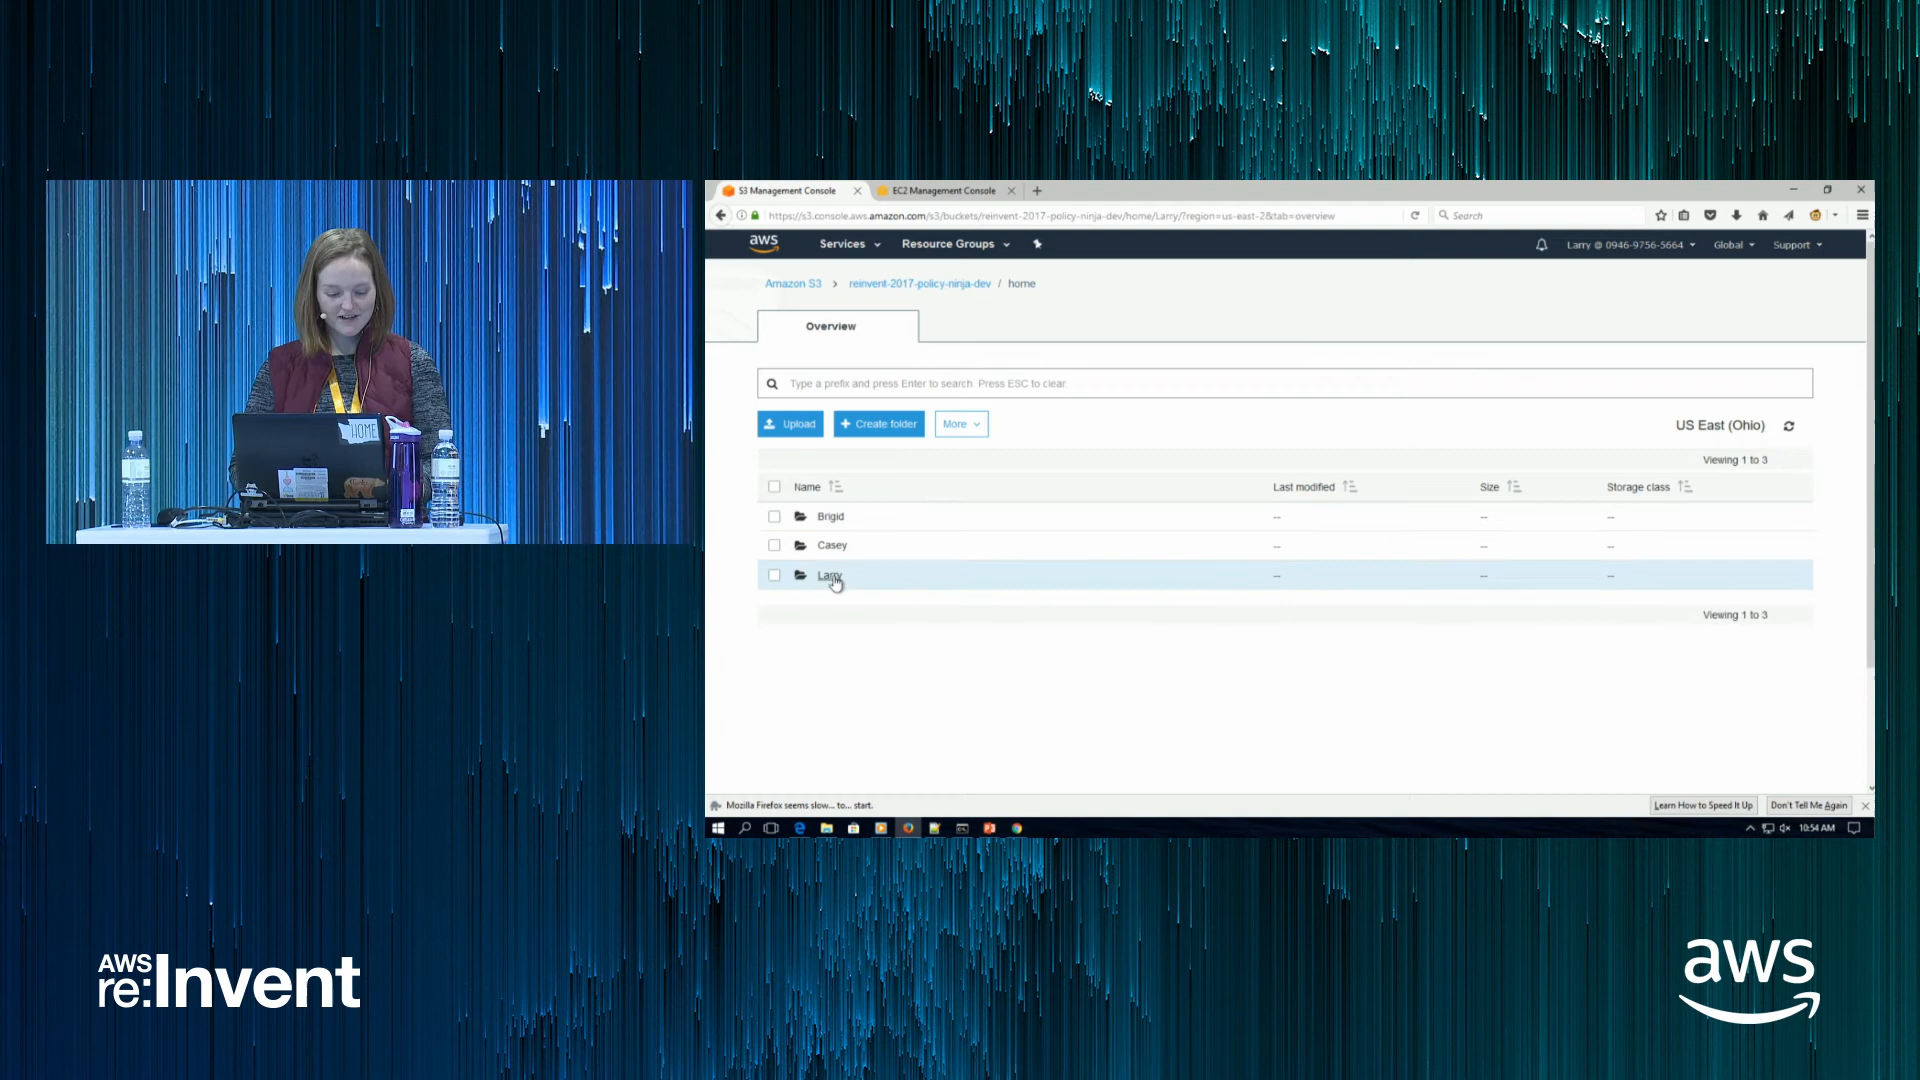 S3 Management Console
EC2 Management Console
https://s3.console.aws.amazon.com/s3/buckets/reinvent-2017-policy-ninja-dev/home/Larry/?region=us-east-2&tab=overview
Search
aws
Services
Resource Groups
Larry @ 0946-9756-5664
Global
Support
Amazon S3 > reinvent-2017-policy-ninja-dev / home
Overview
Type a prefix and press Enter to search. Press ESC to clear.
Upload
+ Create folder
More
US East (Ohio)
Viewing 1 to 3
Name
Last modified
Size
Storage class
Brigid -- -- --
Casey -- -- --
Larry -- -- --
Viewing 1 to 3
Mozilla Firefox seems slow... to... start.
Learn How to Speed It Up
Don't Tell Me Again
10:54 AM
HOME
AWS
re:Invent
aws